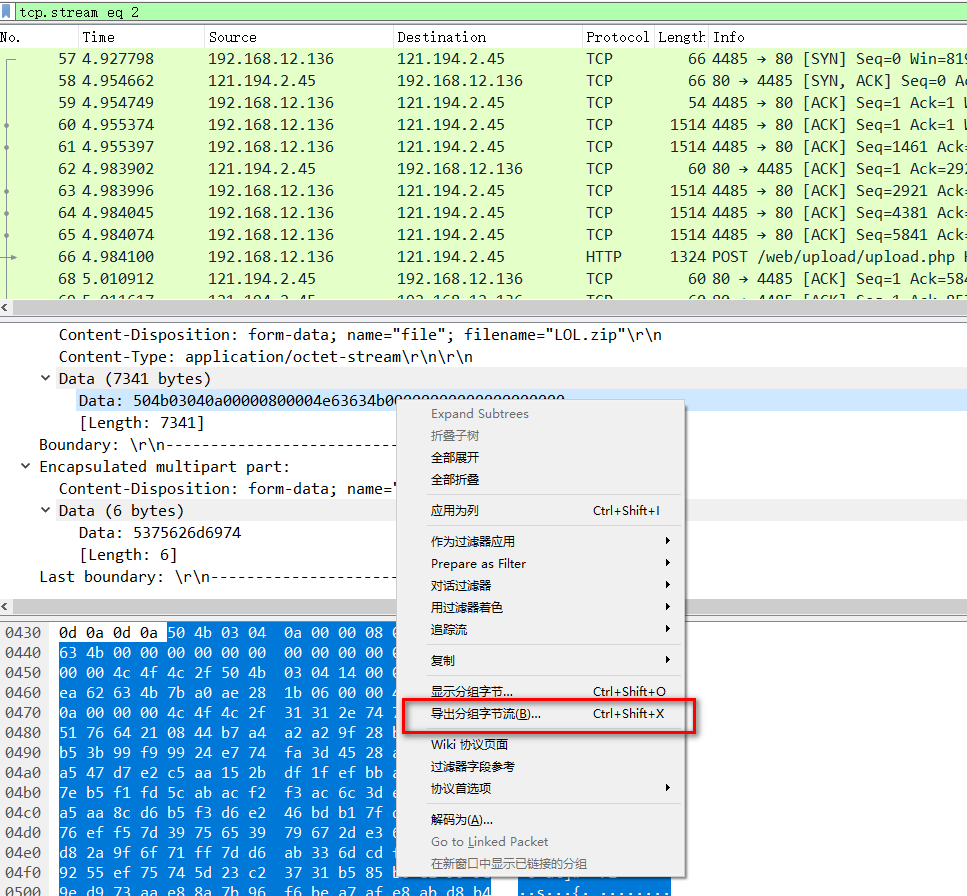 tcp.stream eq 2
No. Time Source Destination Protocol Length Info
57 4.927798 192.168.12.136 121.194.2.45 TCP 66 4485 → 80 [SYN] Seq=0 Win=819
58 4.954662 121.194.2.45 192.168.12.136 TCP 66 80 → 4485 [SYN, ACK] Seq=0 Ac
59 4.954749 192.168.12.136 121.194.2.45 TCP 54 4485 → 80 [ACK] Seq=1 Ack=1 W
60 4.955374 192.168.12.136 121.194.2.45 TCP 1514 4485 → 80 [ACK] Seq=1 Ack=1 W
61 4.955397 192.168.12.136 121.194.2.45 TCP 1514 4485 → 80 [ACK] Seq=1461 Ack=
62 4.983902 121.194.2.45 192.168.12.136 TCP 60 80 → 4485 [ACK] Seq=1 Ack=292
63 4.983996 192.168.12.136 121.194.2.45 TCP 1514 4485 → 80 [ACK] Seq=2921 Ack=
64 4.984045 192.168.12.136 121.194.2.45 TCP 1514 4485 → 80 [ACK] Seq=4381 Ack=
65 4.984074 192.168.12.136 121.194.2.45 TCP 1514 4485 → 80 [ACK] Seq=5841 Ack=
66 4.984100 192.168.12.136 121.194.2.45 HTTP 1324 POST /web/upload/upload.php H
68 5.010912 121.194.2.45 192.168.12.136 TCP 60 80 → 4485 [ACK] Seq=1 Ack=584
Content-Disposition: form-data; name="file"; filename="LOL.zip"\r\n
Content-Type: application/octet-stream\r\n\r\n
Data (7341 bytes)
Data: 504b03040a00000800004e63634b00000000000000000000
[Length: 7341]
Boundary: \r\n--------------------------
Encapsulated multipart part:
Content-Disposition: form-data; name="
Data (6 bytes)
Data: 5375626d6974
[Length: 6]
Last boundary: \r\n---------------------
Expand Subtrees
折叠子树
全部展开
全部折叠
应用为列 Ctrl+Shift+I
作为过滤器应用
Prepare as Filter
对话过滤器
用过滤器着色
追踪流
复制
显示分组字节... Ctrl+Shift+O
导出分组字节流(B)... Ctrl+Shift+X
Wiki 协议页面
过滤器字段参考
协议首选项
解码为(A)...
Go to Linked Packet
在新窗口中显示已链接的分组
0430 0d 0a 0d 0a 50 4b 03 04 0a 00 00 08
0440 63 4b 00 00 00 00 00 00 00 00 00 00
0450 00 00 4c 4f 4c 2f 50 4b 03 04 14 00
0460 ea 62 63 4b 7b a0 ae 28 1b 06 00 00
0470 0a 00 00 00 4c 4f 4c 2f 31 31 2e 74
0480 51 76 64 21 08 44 b7 a4 a2 a2 9f 28
0490 b5 3b 99 f9 99 24 e7 74 fa 3d 45 28
04a0 a5 47 d7 e2 c5 aa 15 2b df 1f ef bb
04b0 7e b5 f1 fd 5c ab ac f2 f3 ac 6c 3d
04c0 a5 aa 8c d6 b5 f3 d6 e2 46 bd b1 7f
04d0 76 ef f5 7d 39 75 65 39 79 67 2d e3
04e0 d8 2a 9f 6f 71 ff 7d d6 ab 33 6d cd
04f0 92 55 ef 75 74 5d 23 c2 37 31 b5 85